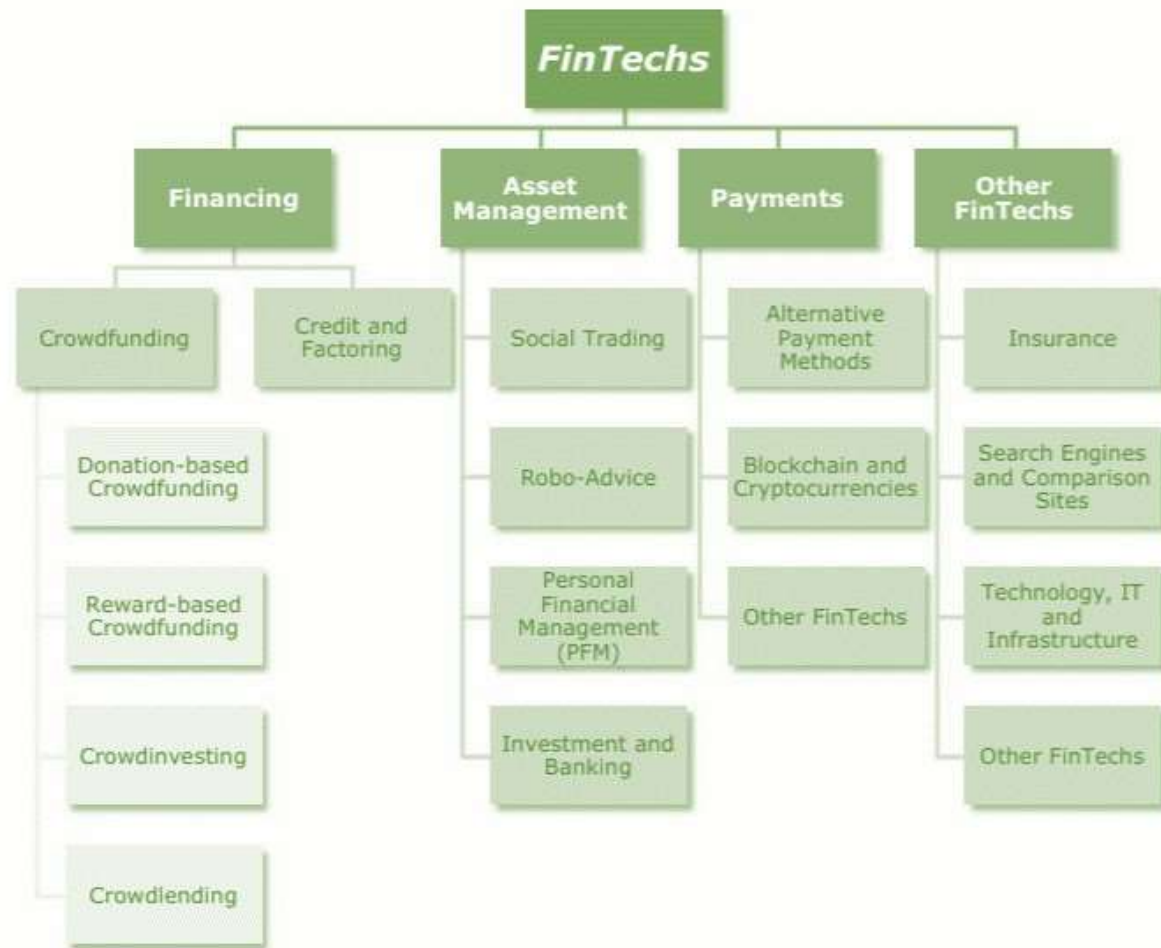 FinTechs
Financing
Asset
Management
Payments
Other
FinTechs
Crowdfunding
Credit and
Factoring
Social Trading
Alternative
Payment
Methods
Insurance
Donation-based
Crowdfunding
Robo-Advice
Blockchain and
Cryptocurrencies
Search Engines
and Comparison
Sites
Reward-based
Crowdfunding
Personal
Financial
Management
(PFM)
Other FinTechs
Technology, IT
and
Infrastructure
Crowdinvesting
Investment and
Banking
Other FinTechs
Crowdlending